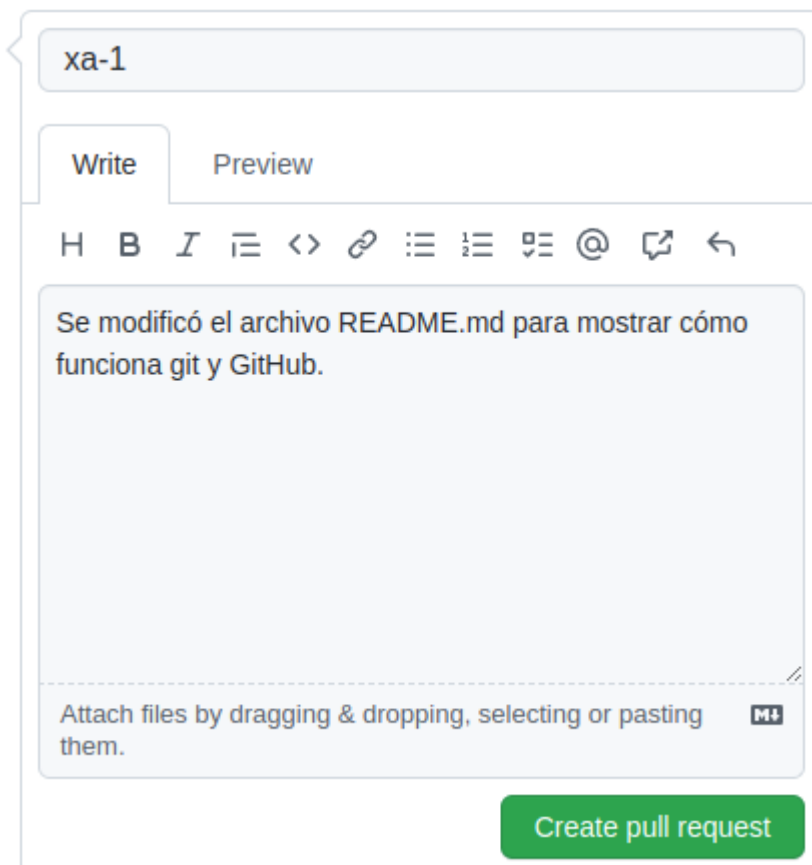 xa-1
Write Preview
Se modificó el archivo README.md para mostrar cómo
funciona git y GitHub.
Attach files by dragging & dropping, selecting or pasting
them.
Create pull request